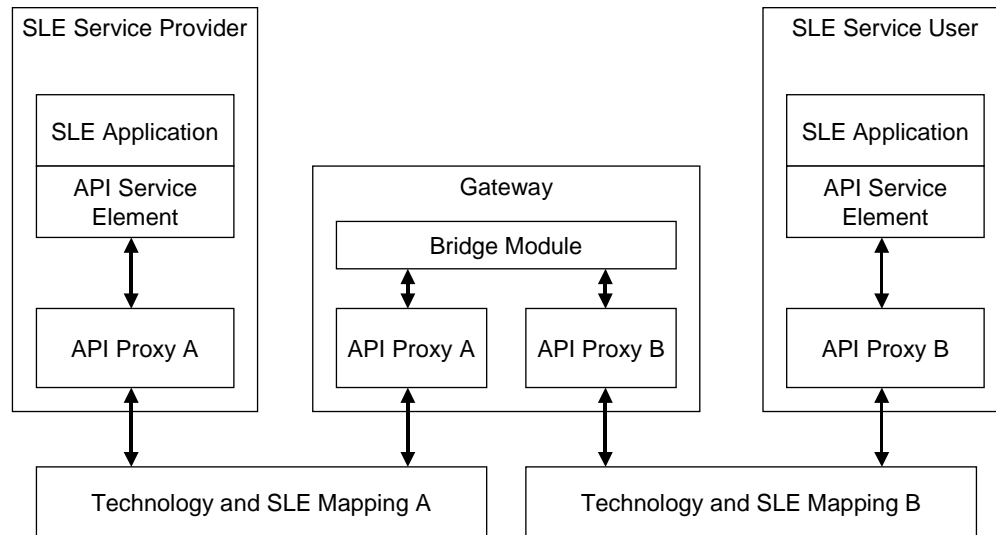 SLE Service Provider
SLE Application
API Service
Element
API Proxy A
Gateway
Bridge Module
API Proxy A
API Proxy B
SLE Service User
SLE Application
API Service
Element
API Proxy B
Technology and SLE Mapping A
Technology and SLE Mapping B